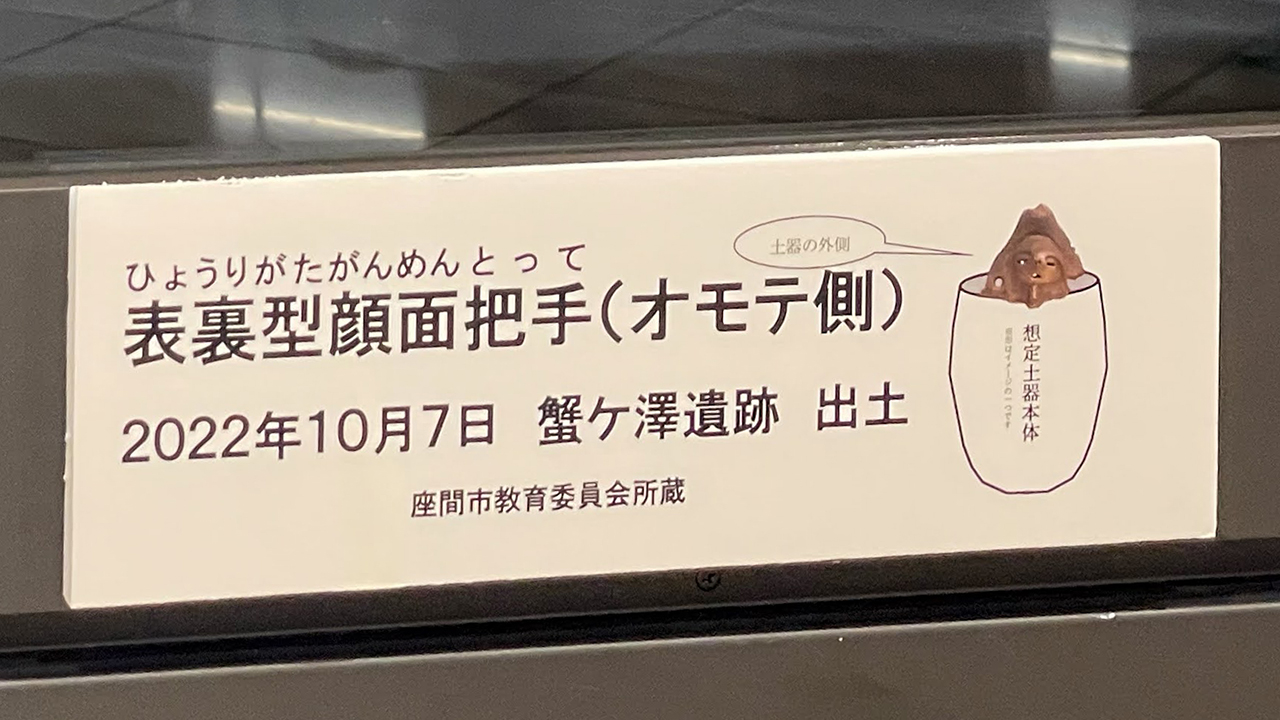 ひょうりがたがんめんとって
表裏型顔面把手(オモテ側)
2022年10月7日 蟹ケ澤遺跡 出土
座間市教育委員会所蔵
土器の外側
想定土器本体